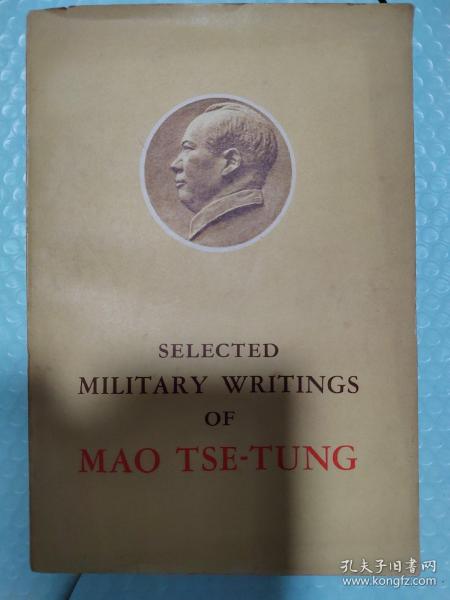 SELECTED
MILITARY WRITINGS
OF
MAO TSE-TUNG
孔夫子旧书网
www.kongfz.com